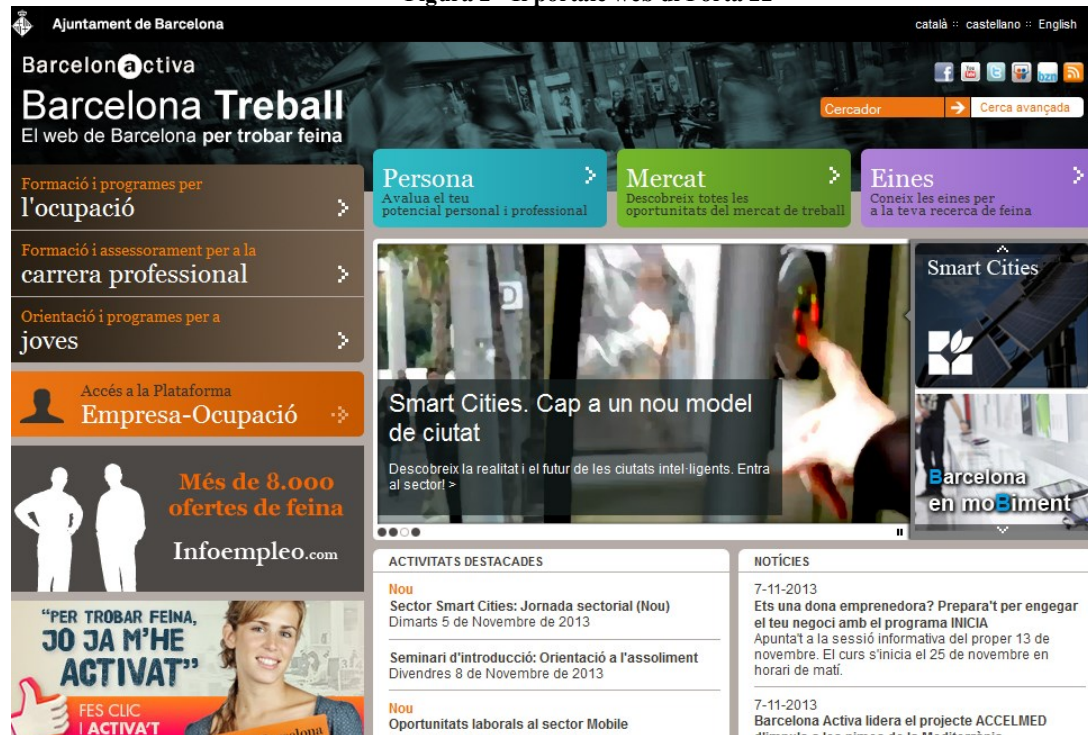 Ajuntament de Barcelona
català :: castellano :: English
Barcelonactiva
Barcelona Treball
El web de Barcelona per trobar feina
Cercador
Cerca avançada
Formació i programes per
l'ocupació
Formació i assessorament per a la
carrera professional
Orientació i programes per a
joves
Accés a la Plataforma
Empresa-Ocupació
Més de 8.000
ofertes de feina
Infoempleo.com
"PER TROBAR FEINA,
JO JA M'HE
ACTIVAT"
FES CLIC
I ACTIVA'T
Persona
Avalua el teu
potencial personal i professional
Mercat
Descobreix totes les
oportunitats del mercat de treball
Eines
Coneix les eines per
a la teva recerca de feina
Smart Cities. Cap a un nou model
de ciutat
Descobreix la realitat i el futur de les ciutats intel·ligents. Entra
al sector! >
Smart Cities
Barcelona
en moBiment
ACTIVITATS DESTACADES
Nou
Sector Smart Cities: Jornada sectorial (Nou)
Dimarts 5 de Novembre de 2013
Seminari d'introducció: Orientació a l'assoliment
Divendres 8 de Novembre de 2013
Nou
Oportunitats laborals al sector Mobile
NOTÍCIES
7-11-2013
Ets una dona emprenedora? Prepara't per engegar
el teu negoci amb el programa INICIA
Apunta't a la sessió informativa del proper 13 de
novembre. El curs s'inicia el 25 de novembre en
horari de matí.
7-11-2013
Barcelona Activa lidera el projecte ACCELMED